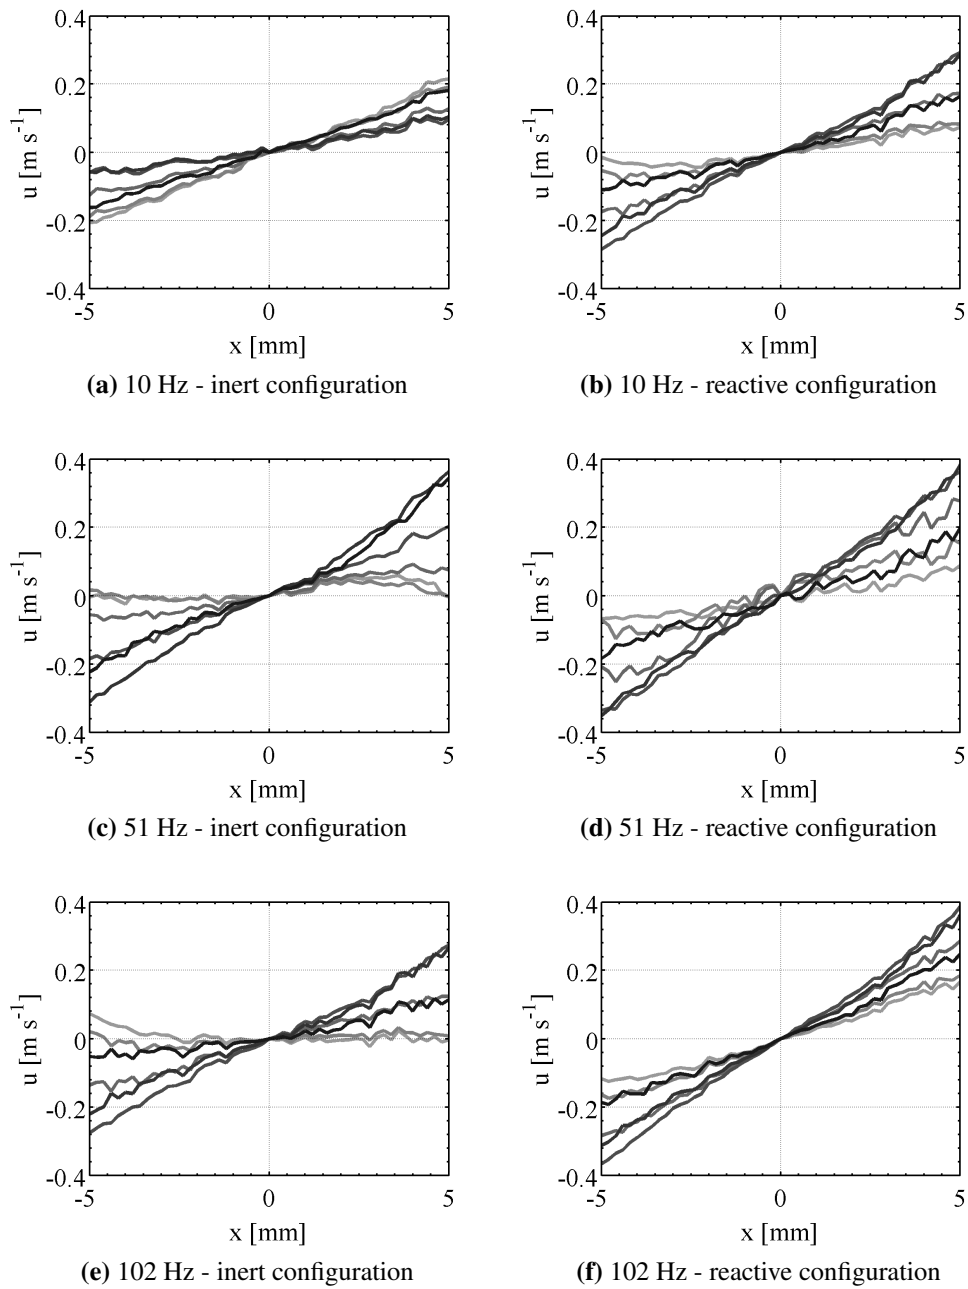 0.4 0.4
0.2 0.2
0 0
-0.2 -0.2
-0.4 -0.4
u [m s⁻¹] u [m s⁻¹]
-5 0 5 -5 0 5
x [mm] x [mm]
(a) 10 Hz - inert configuration (b) 10 Hz - reactive configuration
0.4 0.4
0.2 0.2
0 0
-0.2 -0.2
-0.4 -0.4
u [m s⁻¹] u [m s⁻¹]
-5 0 5 -5 0 5
x [mm] x [mm]
(c) 51 Hz - inert configuration (d) 51 Hz - reactive configuration
0.4 0.4
0.2 0.2
0 0
-0.2 -0.2
-0.4 -0.4
u [m s⁻¹] u [m s⁻¹]
-5 0 5 -5 0 5
x [mm] x [mm]
(e) 102 Hz - inert configuration (f) 102 Hz - reactive configuration